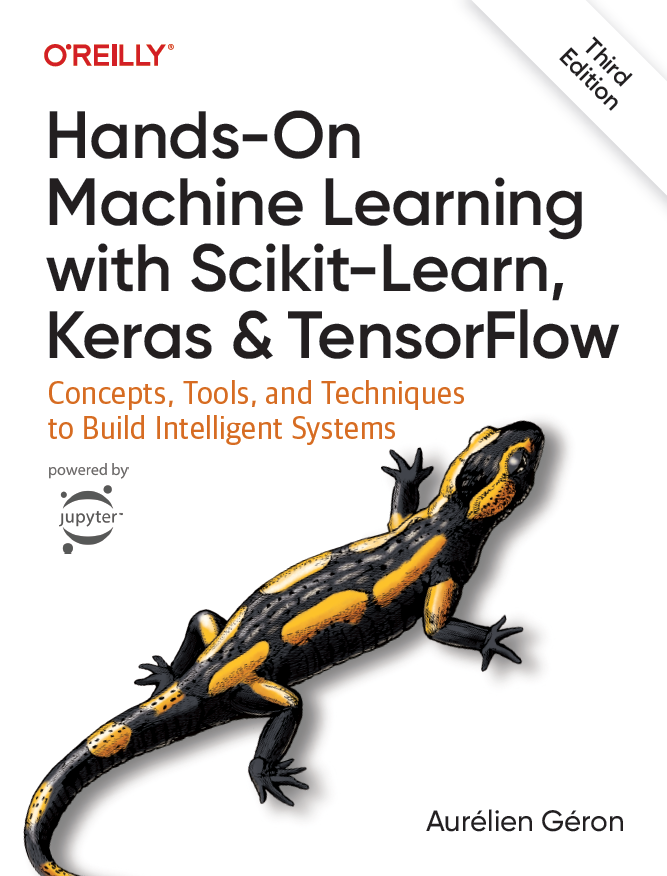 O'REILLY®
Third
Edition
Hands-On
Machine Learning
with Scikit-Learn,
Keras & TensorFlow
Concepts, Tools, and Techniques
to Build Intelligent Systems
powered by
jupyter™
Aurélien Géron